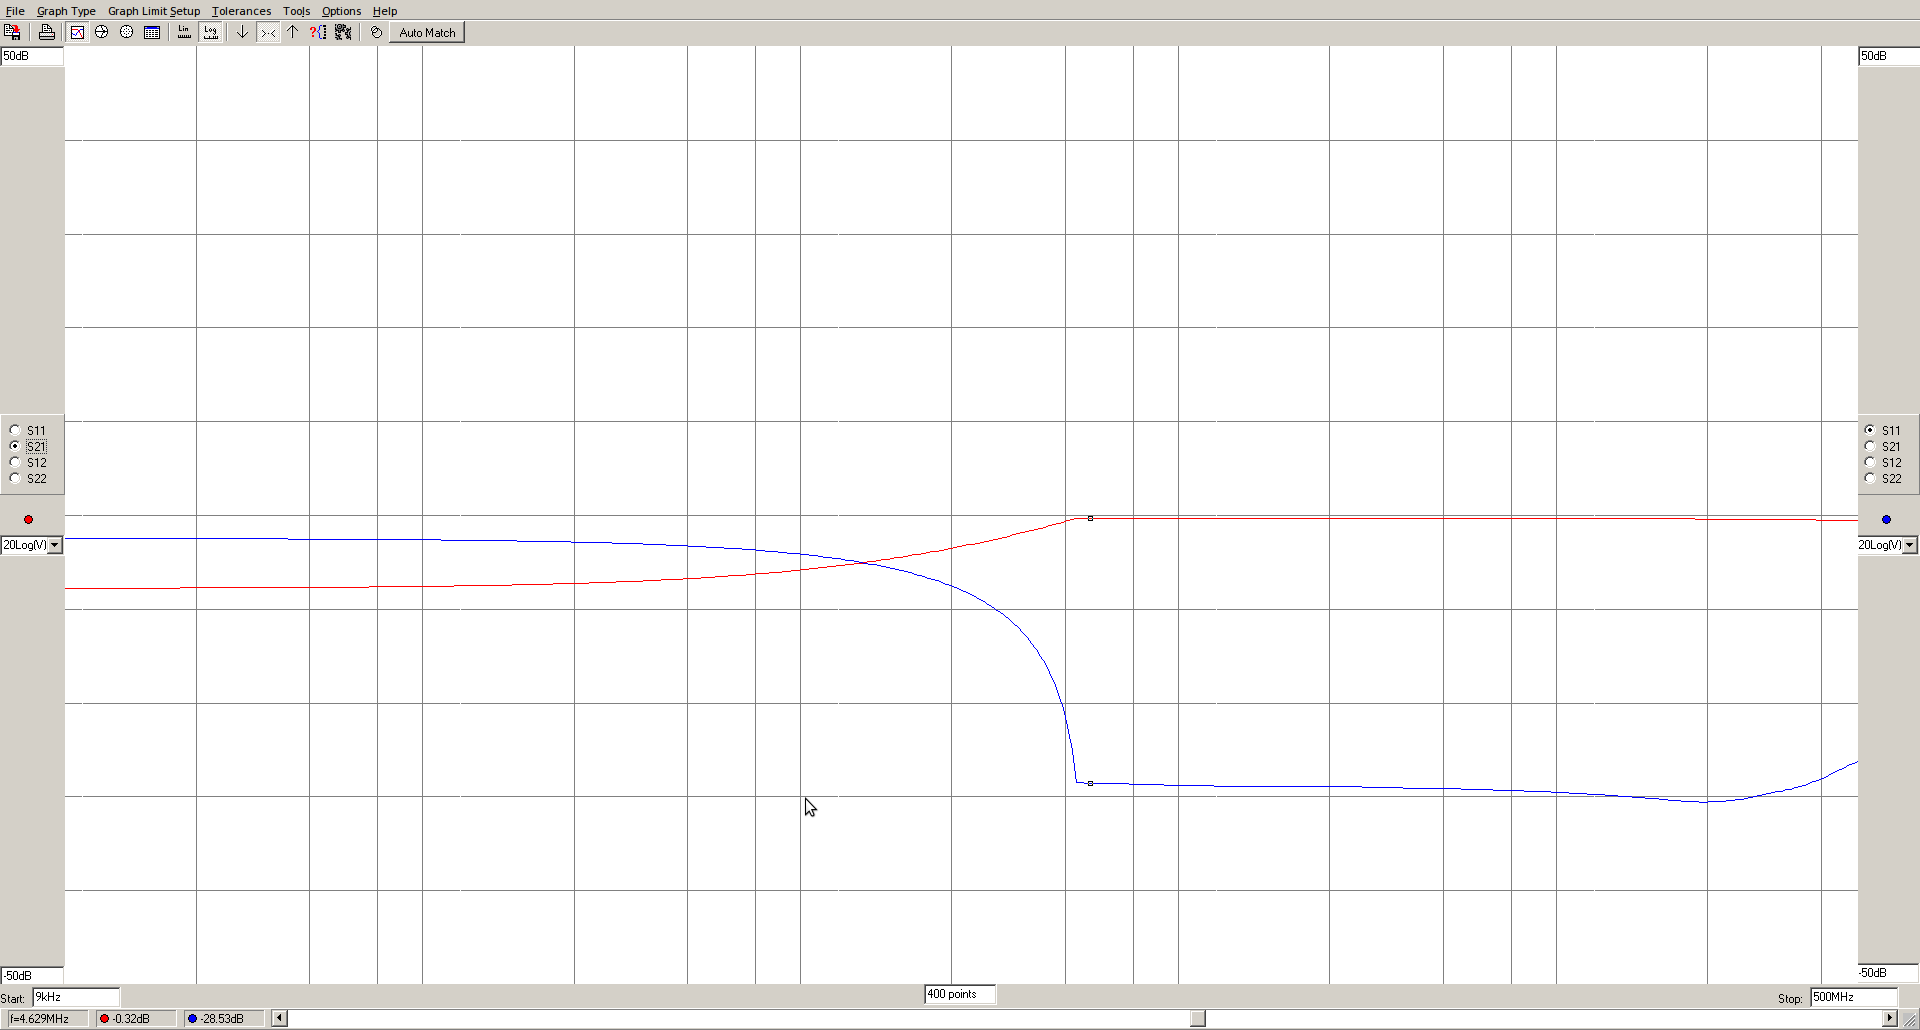 File Graph Type Graph Limit Setup Tolerances Tools Options Help
Lin Log Auto Match
50dB 50dB
S11 S11
S21 S21
S12 S12
S22 S22
20Log(V) 20Log(V)
-50dB -50dB
Start: 9kHz 400 points Stop: 500MHz
f=4.629MHz -0.32dB -28.53dB